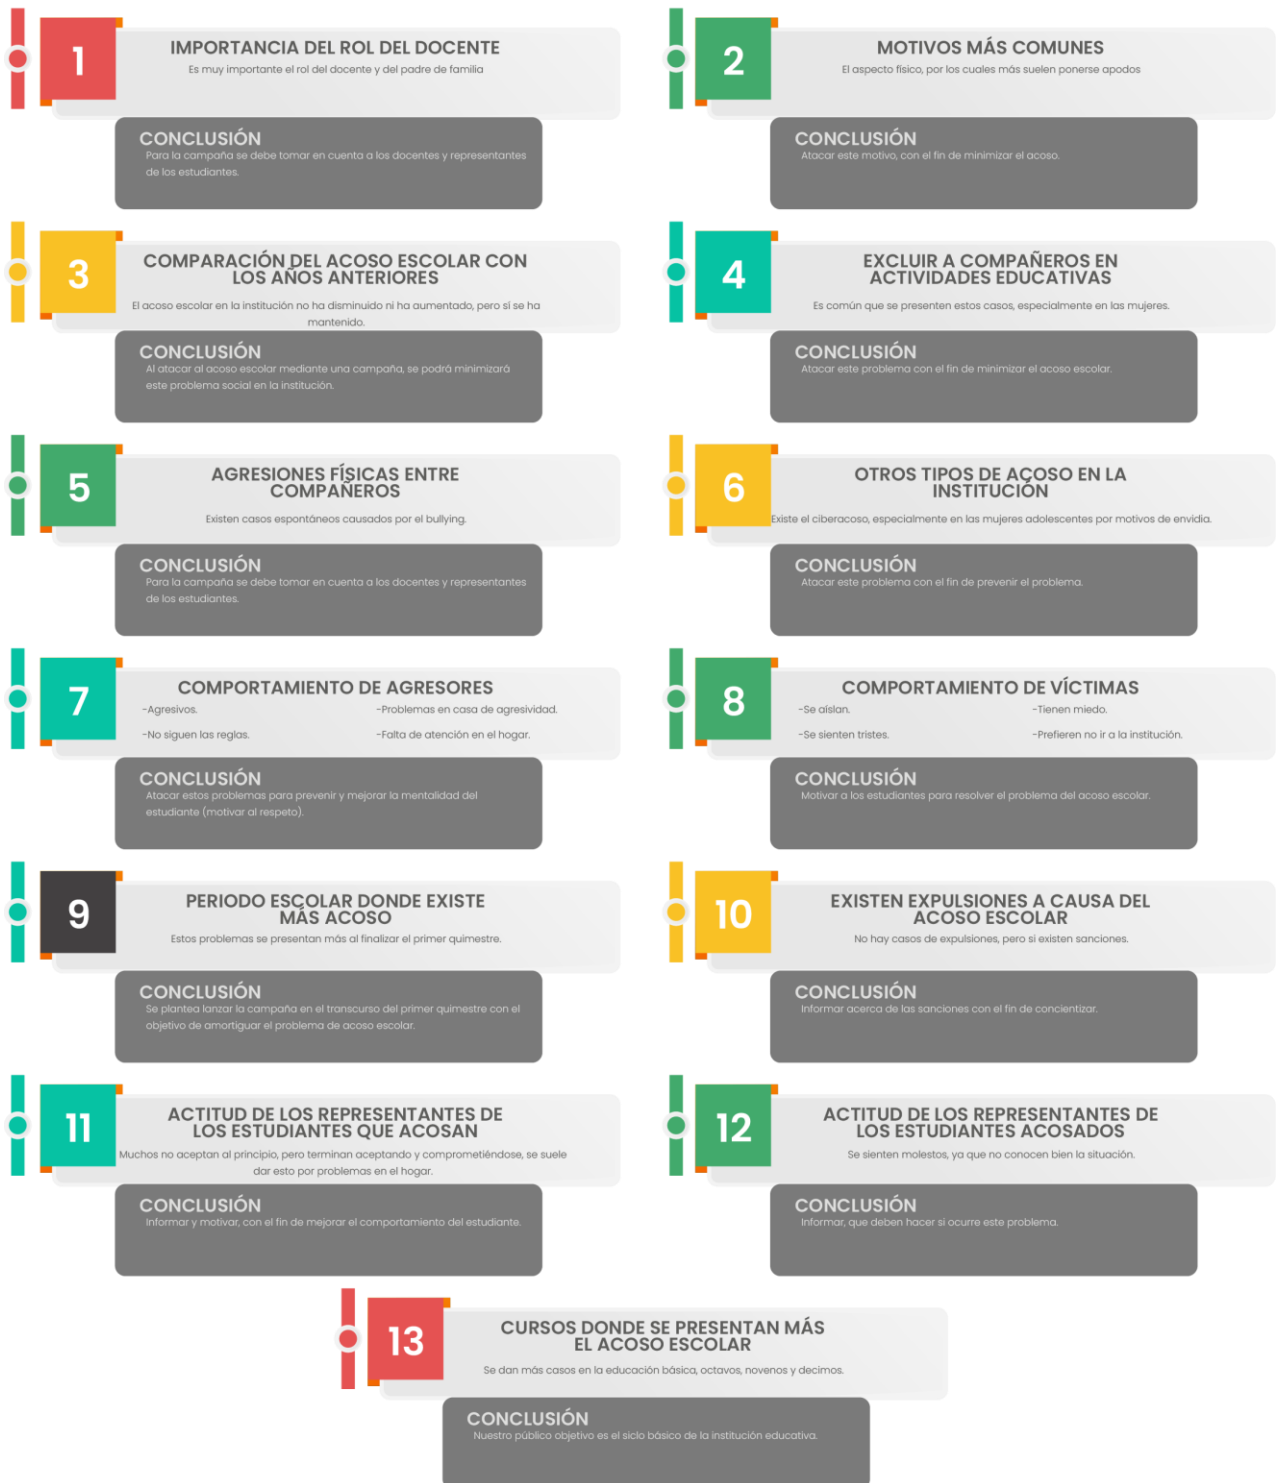 1
IMPORTANCIA DEL ROL DEL DOCENTE
Es muy importante el rol del docente y del padre de familia
CONCLUSIÓN
Para la campaña se debe tomar en cuenta a los docentes y representantes
de los estudiantes.
2
MOTIVOS MÁS COMUNES
El aspecto físico, por los cuales más suelen ponerse apodos
CONCLUSIÓN
Atacar este motivo, con el fin de minimizar el acoso.
3
COMPARACIÓN DEL ACOSO ESCOLAR CON
LOS AÑOS ANTERIORES
El acoso escolar en la institución no ha disminuido ni ha aumentado, pero sí se ha
mantenido.
CONCLUSIÓN
Al atacar al acoso escolar mediante una campaña, se podrá minimizará
este problema social en la institución.
4
EXCLUIR A COMPAÑEROS EN
ACTIVIDADES EDUCATIVAS
Es común que se presenten estos casos, especialmente en las mujeres.
CONCLUSIÓN
Atacar este problema con el fin de minimizar el acoso escolar.
5
AGRESIONES FÍSICAS ENTRE
COMPAÑEROS
Existen casos espontáneos causados por el bullying.
CONCLUSIÓN
Para la campaña se debe tomar en cuenta a los docentes y representantes
de los estudiantes.
6
OTROS TIPOS DE ACOSO EN LA
INSTITUCIÓN
Existe el ciberacoso, especialmente en las mujeres adolescentes por motivos de envidia.
CONCLUSIÓN
Atacar este problema con el fin de prevenir el problema.
7
COMPORTAMIENTO DE AGRESORES
-Agresivos.
-Problemas en casa de agresividad.
-No siguen las reglas.
-Falta de atención en el hogar.
CONCLUSIÓN
Atacar estos problemas para prevenir y mejorar la mentalidad del
estudiante (motivar al respeto).
8
COMPORTAMIENTO DE VÍCTIMAS
-Se aíslan.
-Tienen miedo.
-Se sienten tristes.
-Prefieren no ir a la institución.
CONCLUSIÓN
Motivar a los estudiantes para resolver el problema del acoso escolar.
9
PERIODO ESCOLAR DONDE EXISTE
MÁS ACOSO
Estos problemas se presentan más al finalizar el primer quimestre.
CONCLUSIÓN
Se plantea lanzar la campaña en el transcurso del primer quimestre con el
objetivo de amortiguar el problema de acoso escolar.
10
EXISTEN EXPULSIONES A CAUSA DEL
ACOSO ESCOLAR
No hay casos de expulsiones, pero si existen sanciones.
CONCLUSIÓN
Informar acerca de las sanciones con el fin de concientizar.
11
ACTITUD DE LOS REPRESENTANTES DE
LOS ESTUDIANTES QUE ACOSAN
Muchos no aceptan al principio, pero terminan aceptando y comprometiéndose, se suele
dar esto por problemas en el hogar.
CONCLUSIÓN
Informar y motivar, con el fin de mejorar el comportamiento del estudiante.
12
ACTITUD DE LOS REPRESENTANTES DE
LOS ESTUDIANTES ACOSADOS
Se sienten molestos, ya que no conocen bien la situación.
CONCLUSIÓN
Informar, que deben hacer si ocurre este problema.
13
CURSOS DONDE SE PRESENTAN MÁS
EL ACOSO ESCOLAR
Se dan más casos en la educación básica, octavos, novenos y decimos.
CONCLUSIÓN
Nuestro público objetivo es el siclo básico de la institución educativa.